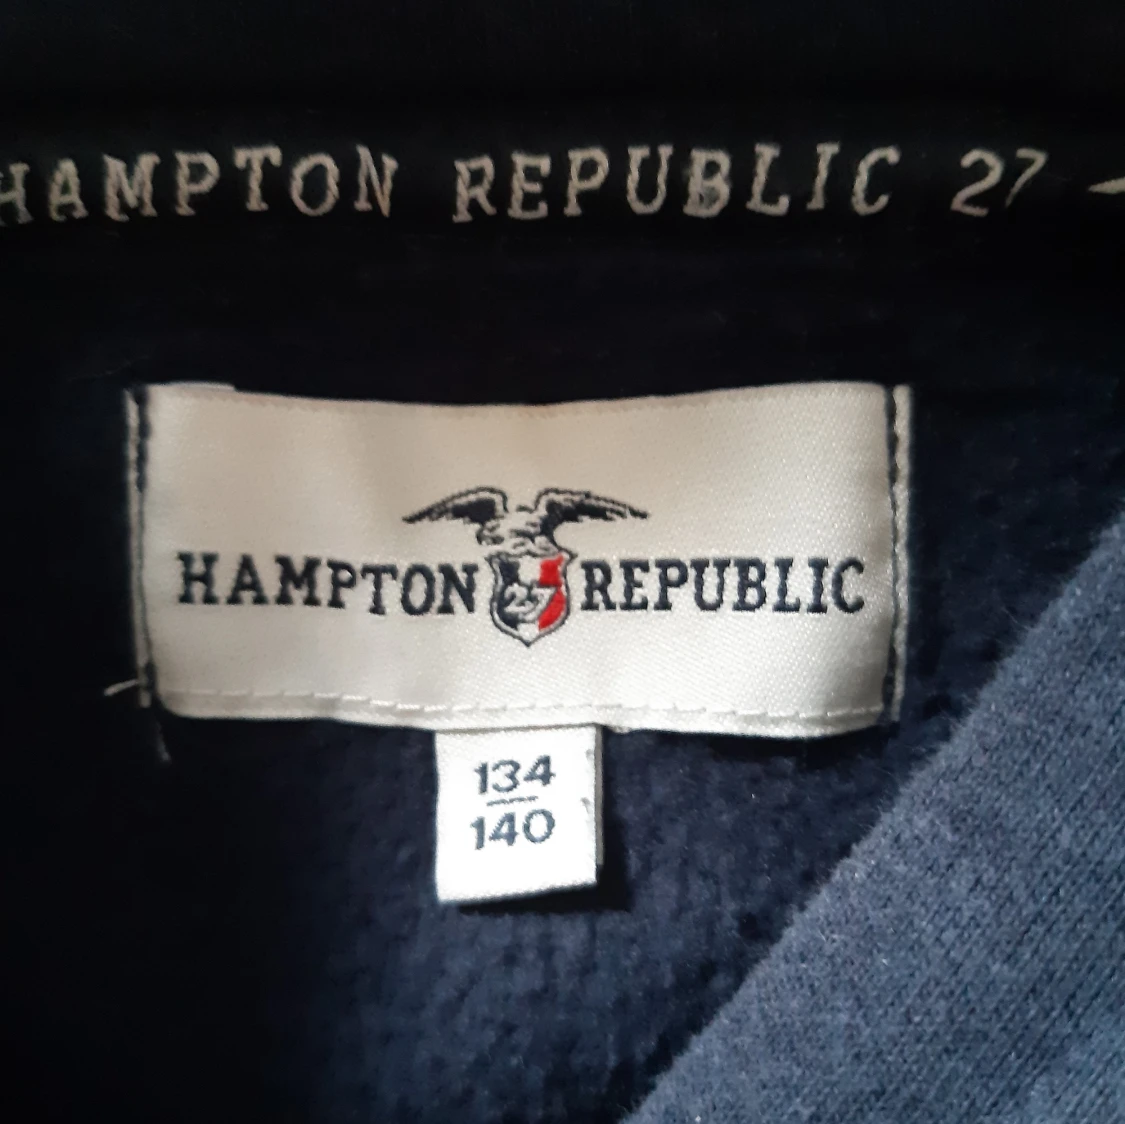 HAMPTON REPUBLIC 27 -
HAMPTON 27 REPUBLIC
134
140